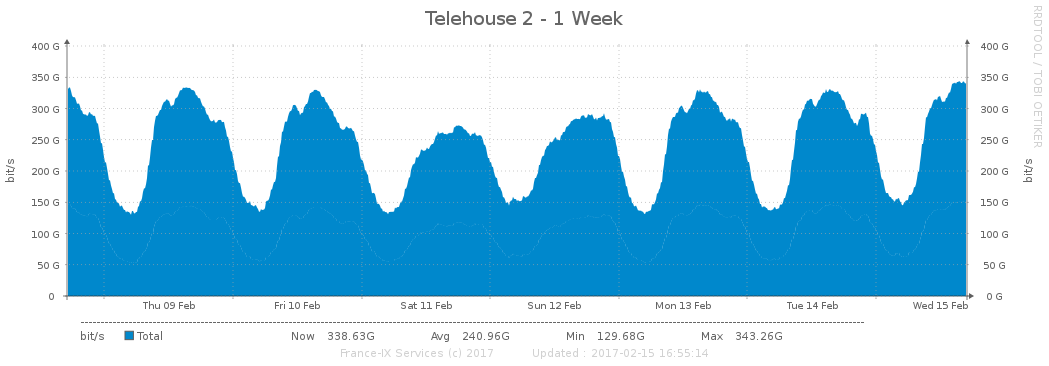 Telehouse 2 - 1 Week
RRDTOOL / TOBI OETIKER
400 G 400 G
350 G 350 G
300 G 300 G
250 G 250 G
200 G 200 G
150 G 150 G
100 G 100 G
50 G 50 G
0 0 G
bit/s bit/s
Thu 09 Feb Fri 10 Feb Sat 11 Feb Sun 12 Feb Mon 13 Feb Tue 14 Feb Wed 15 Feb
bit/s Total Now 338.63G Avg 240.96G Min 129.68G Max 343.26G
France-IX Services (c) 2017 Updated : 2017-02-15 16:55:14